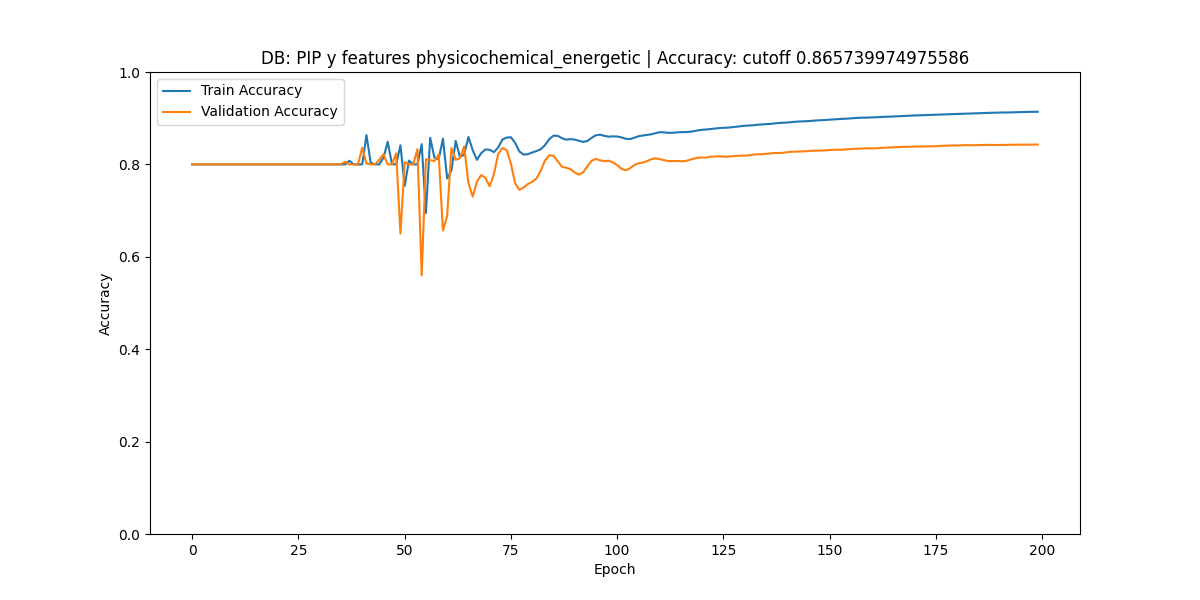 DB: PIP y features physicochemical_energetic | Accuracy: cutoff 0.865739974975586
Train Accuracy
Validation Accuracy
1.0
0.8
0.6
0.4
0.2
0.0
Accuracy
0 25 50 75 100 125 150 175 200
Epoch